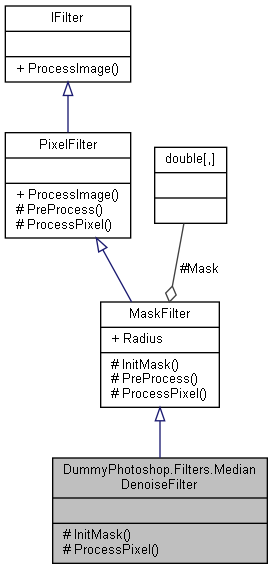 IFilter
+ ProcessImage()
PixelFilter
+ ProcessImage()
# PreProcess()
# ProcessPixel()
double[,]
#Mask
MaskFilter
+ Radius
# InitMask()
# PreProcess()
# ProcessPixel()
DummyPhotoshop.Filters.Median
DenoiseFilter
# InitMask()
# ProcessPixel()